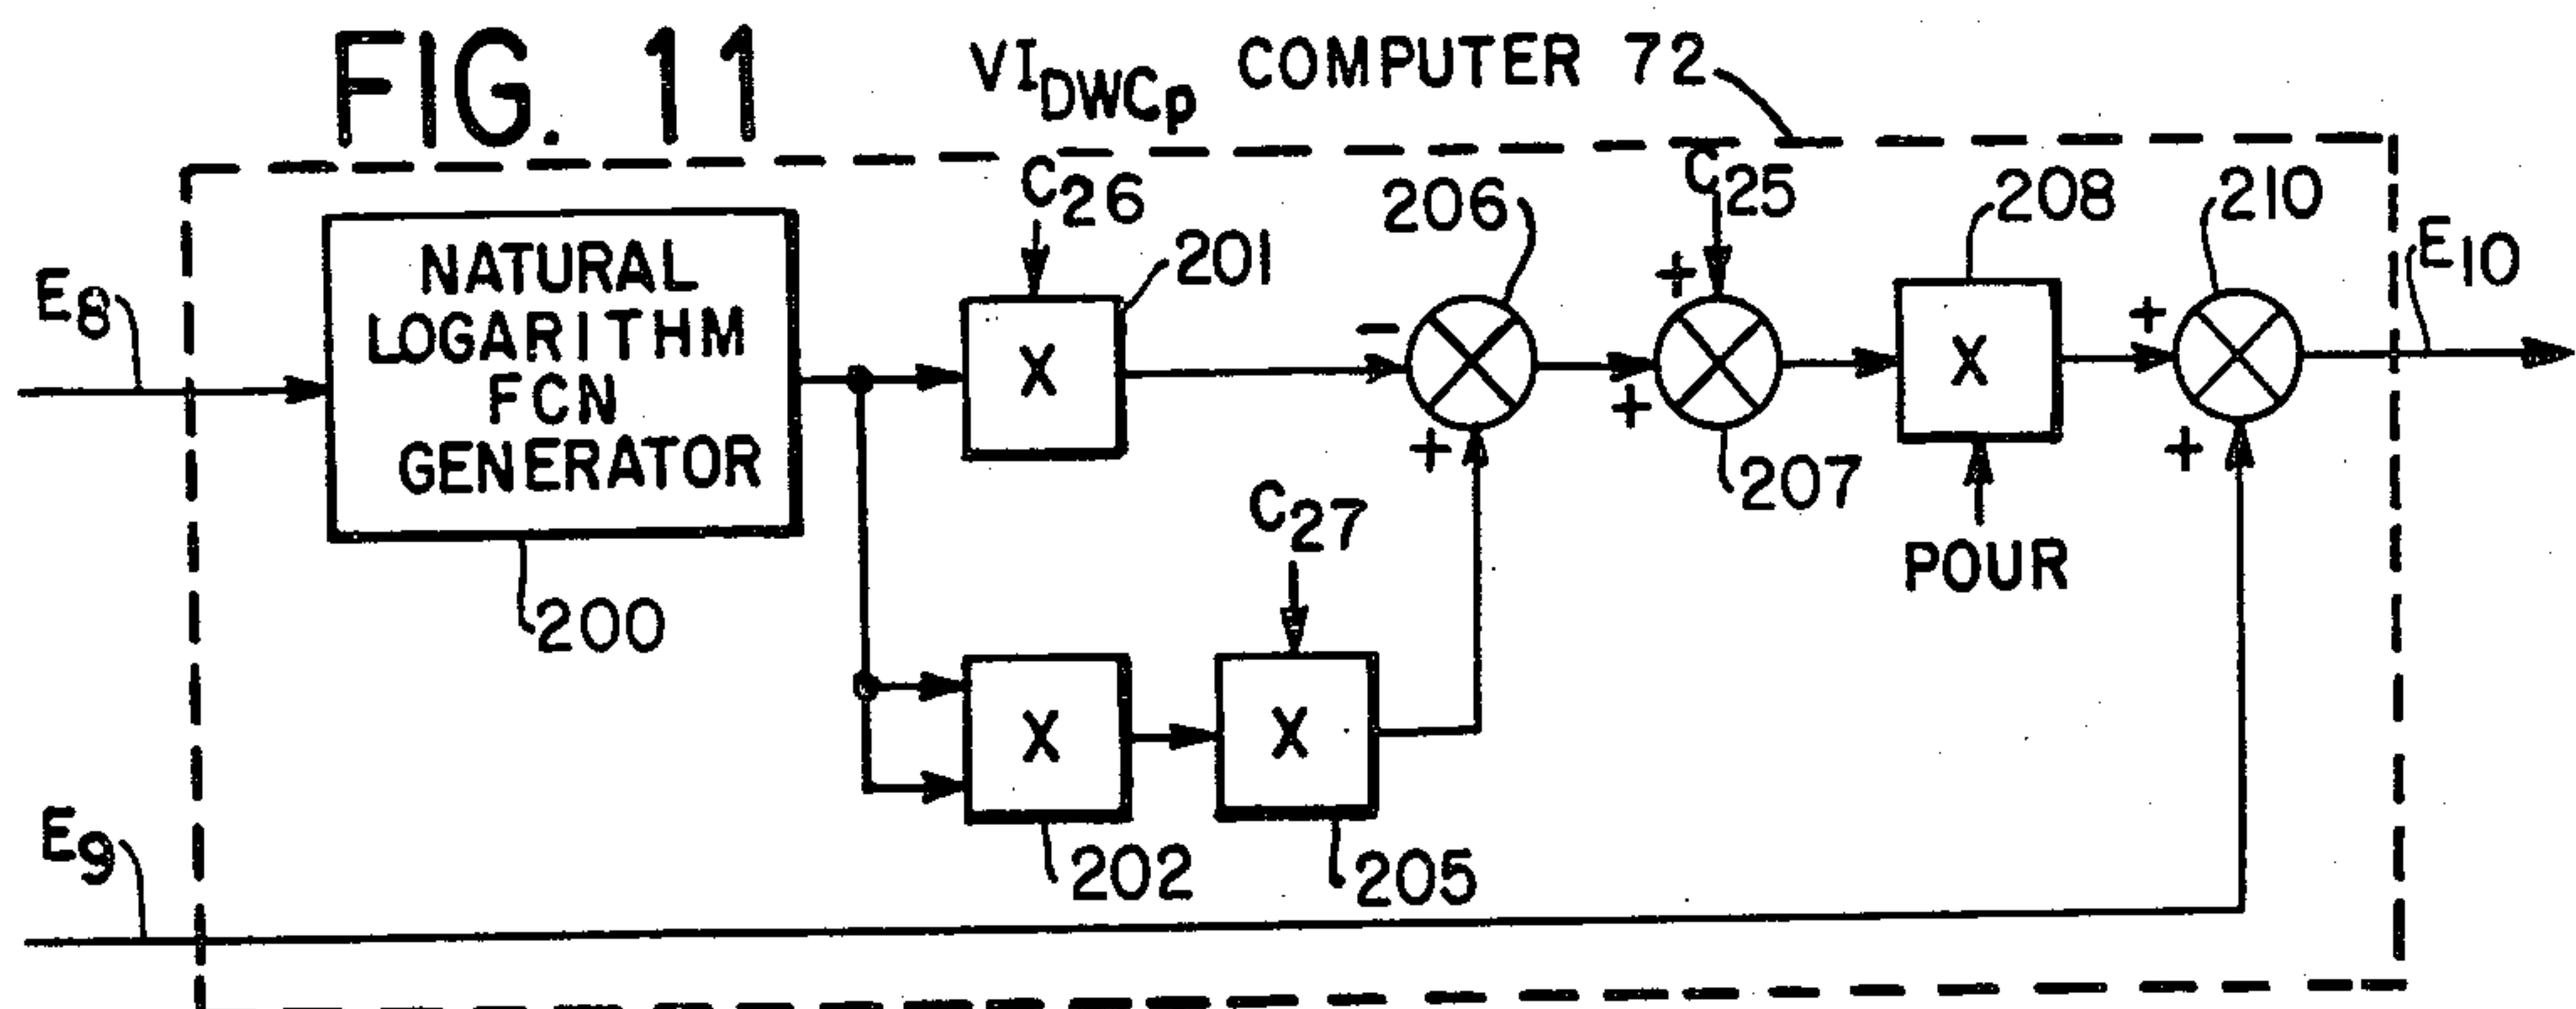 FIG. 11
VI_DWCp COMPUTER 72
C26
C25
206
208
210
E10
201
NATURAL
LOGARITHM
FCN
GENERATOR
E8
X
-
+
+
+
X
+
+
207
C27
POUR
200
X
X
E9
202
205